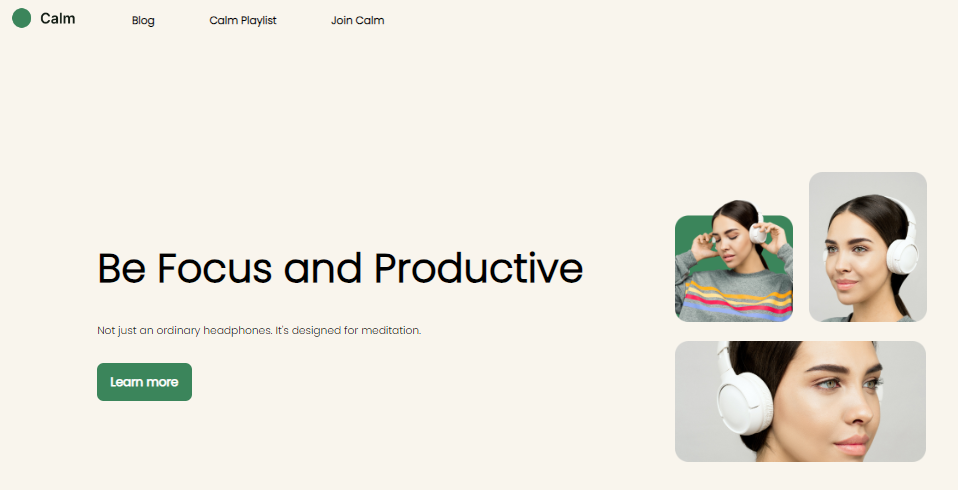 Calm
Blog
Calm Playlist
Join Calm
Be Focus and Productive
Not just an ordinary headphones. It's designed for meditation.
Learn more